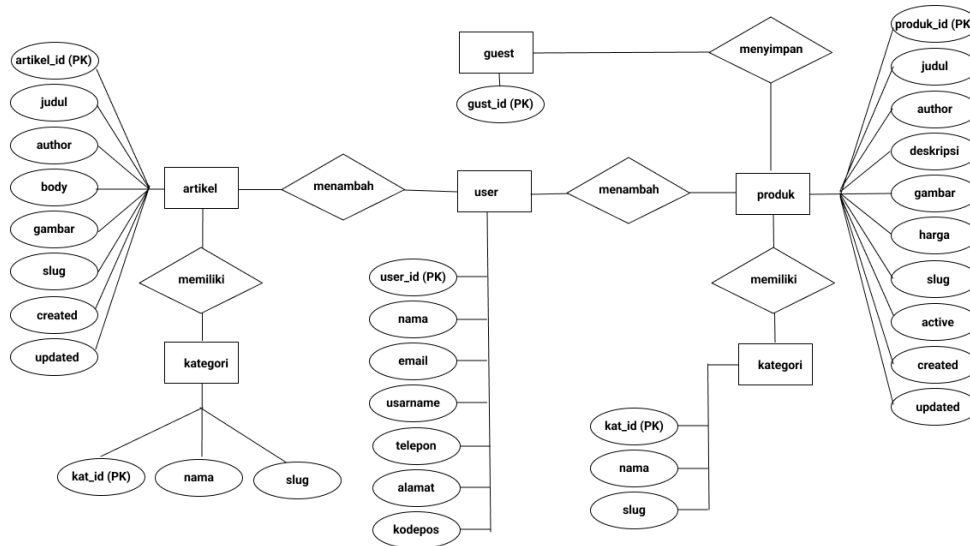 guest
gust_id (PK)
menyimpan
artikel_id (PK)
judul
author
body
gambar
slug
created
updated
artikel
menambah
user
menambah
produk
memiliki
kategori
kat_id (PK)
nama
slug
user_id (PK)
nama
email
usarname
telepon
alamat
kodepos
memiliki
kategori
kat_id (PK)
nama
slug
produk_id (PK)
judul
author
deskripsi
gambar
harga
slug
active
created
updated